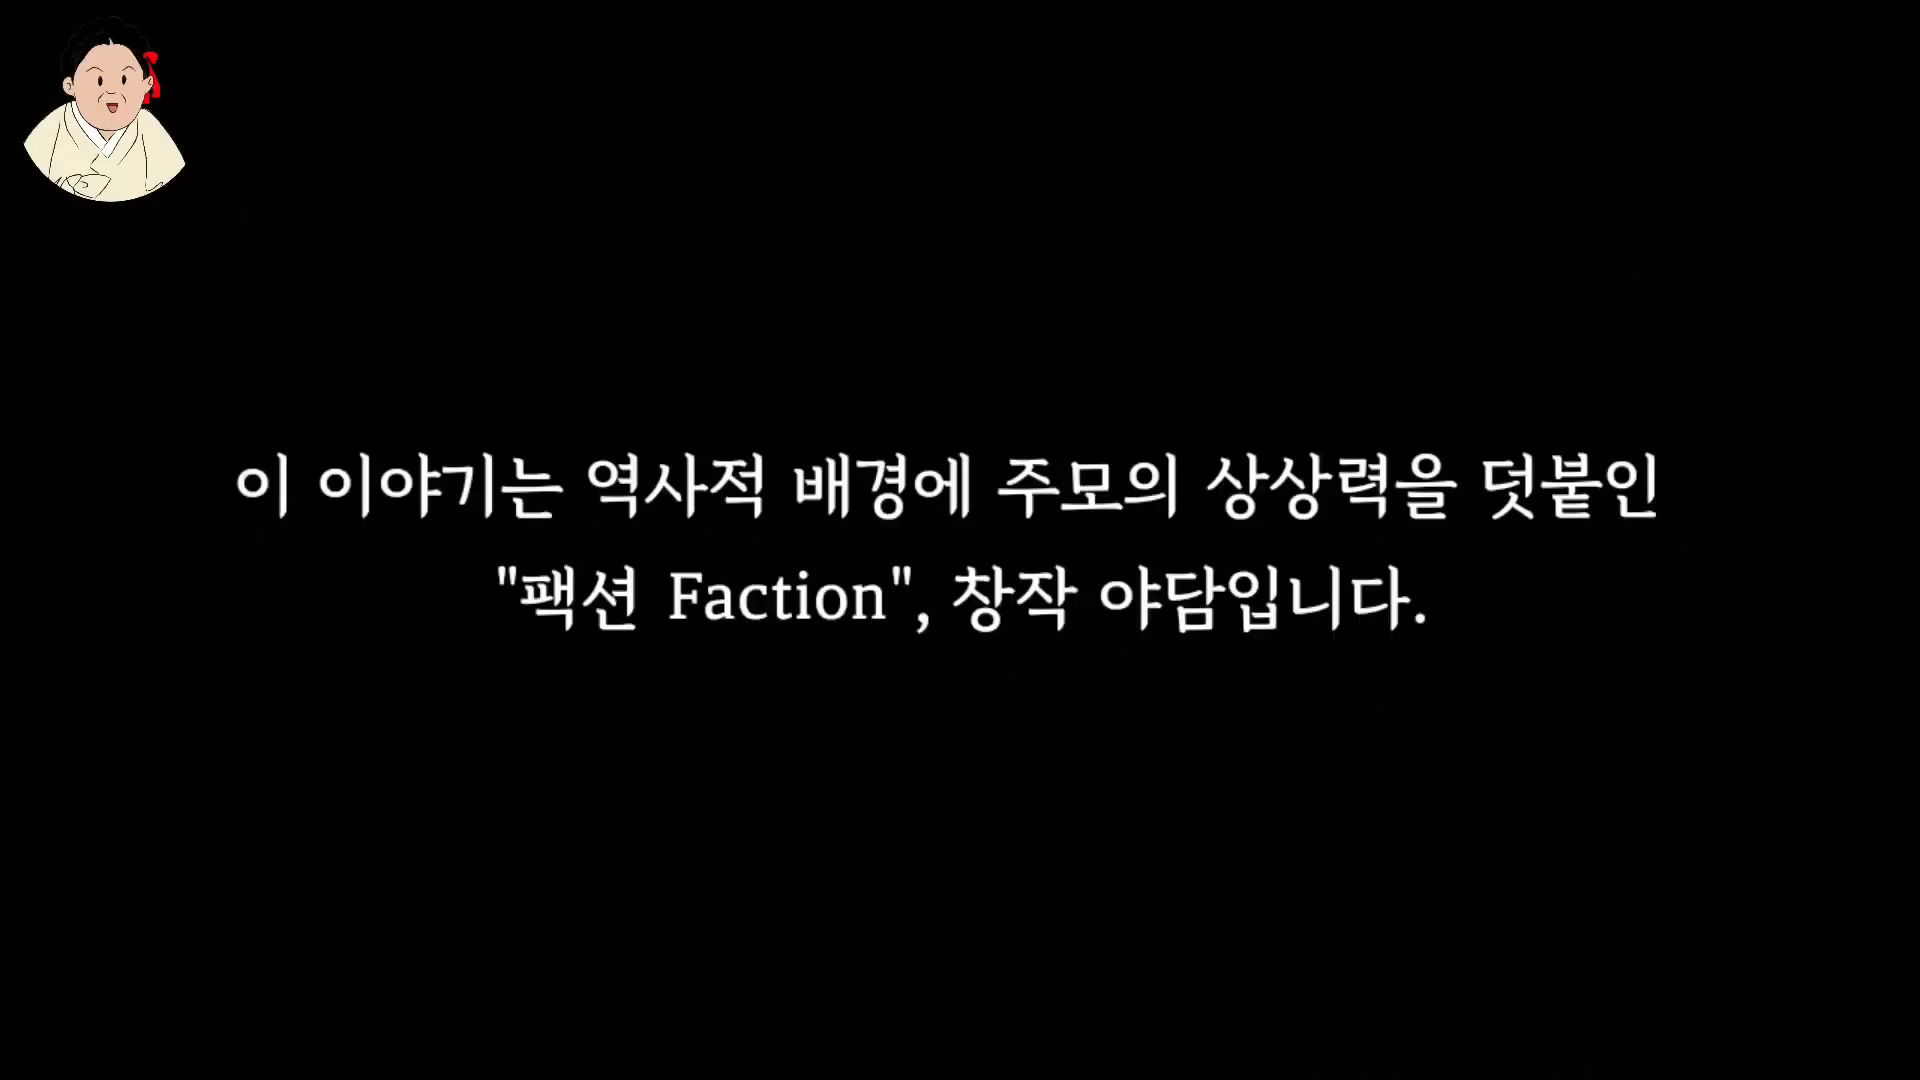 이 이야기는 역사적 배경에 주모의 상상력을 덧붙인
"팩션 Faction", 창작 야담입니다.